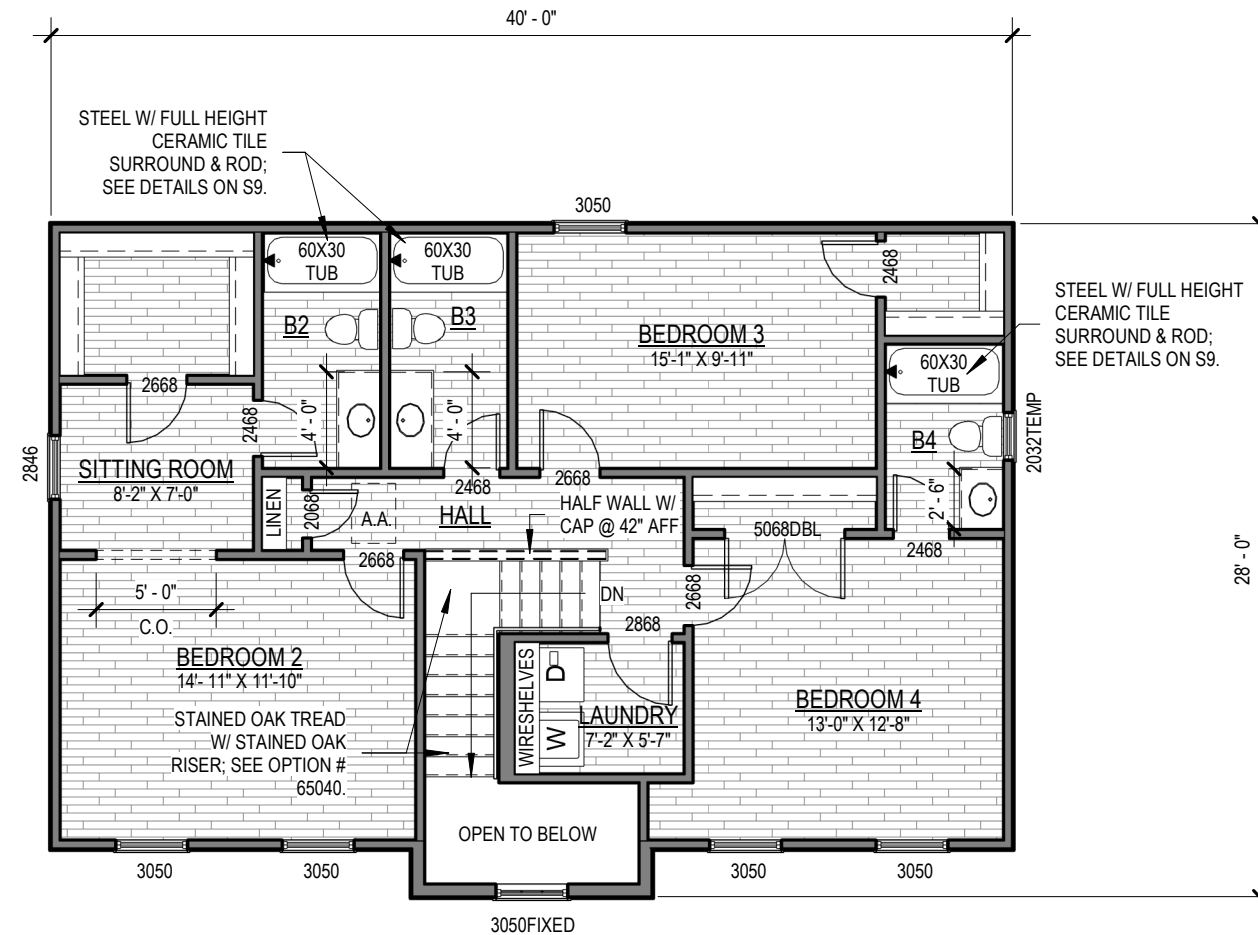 40' - 0"
STEEL W/ FULL HEIGHT
CERAMIC TILE
SURROUND & ROD;
SEE DETAILS ON S9.
3050
60X30
TUB
60X30
TUB
2468
STEEL W/ FULL HEIGHT
CERAMIC TILE
SURROUND & ROD;
SEE DETAILS ON S9.
B2
B3
BEDROOM 3
15'-1" X 9'-11"
60X30
TUB
2668
2468
4' - 0"
4' - 0"
B4
2032TEMP
2846
SITTING ROOM
8'-2" X 7'-0"
2468
2668
LINEN
2068
A.A.
HALL
HALF WALL W/
CAP @ 42" AFF
5068DBL
2' - 6"
2468
28' - 0"
2668
5' - 0"
C.O.
DN
2668
2868
BEDROOM 2
14'- 11" X 11'-10"
WIRESHELVES
D
W
LAUNDRY
7'-2" X 5'-7"
BEDROOM 4
13'-0" X 12'-8"
STAINED OAK TREAD
W/ STAINED OAK
RISER; SEE OPTION #
65040.
OPEN TO BELOW
3050
3050
3050
3050
3050FIXED